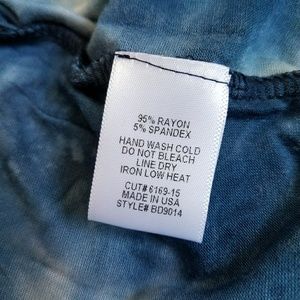 95% RAYON
5% SPANDEX
HAND WASH COLD
DO NOT BLEACH
LINE DRY
IRON LOW HEAT
CUT# 6169-15
MADE IN USA
STYLE# BD9014